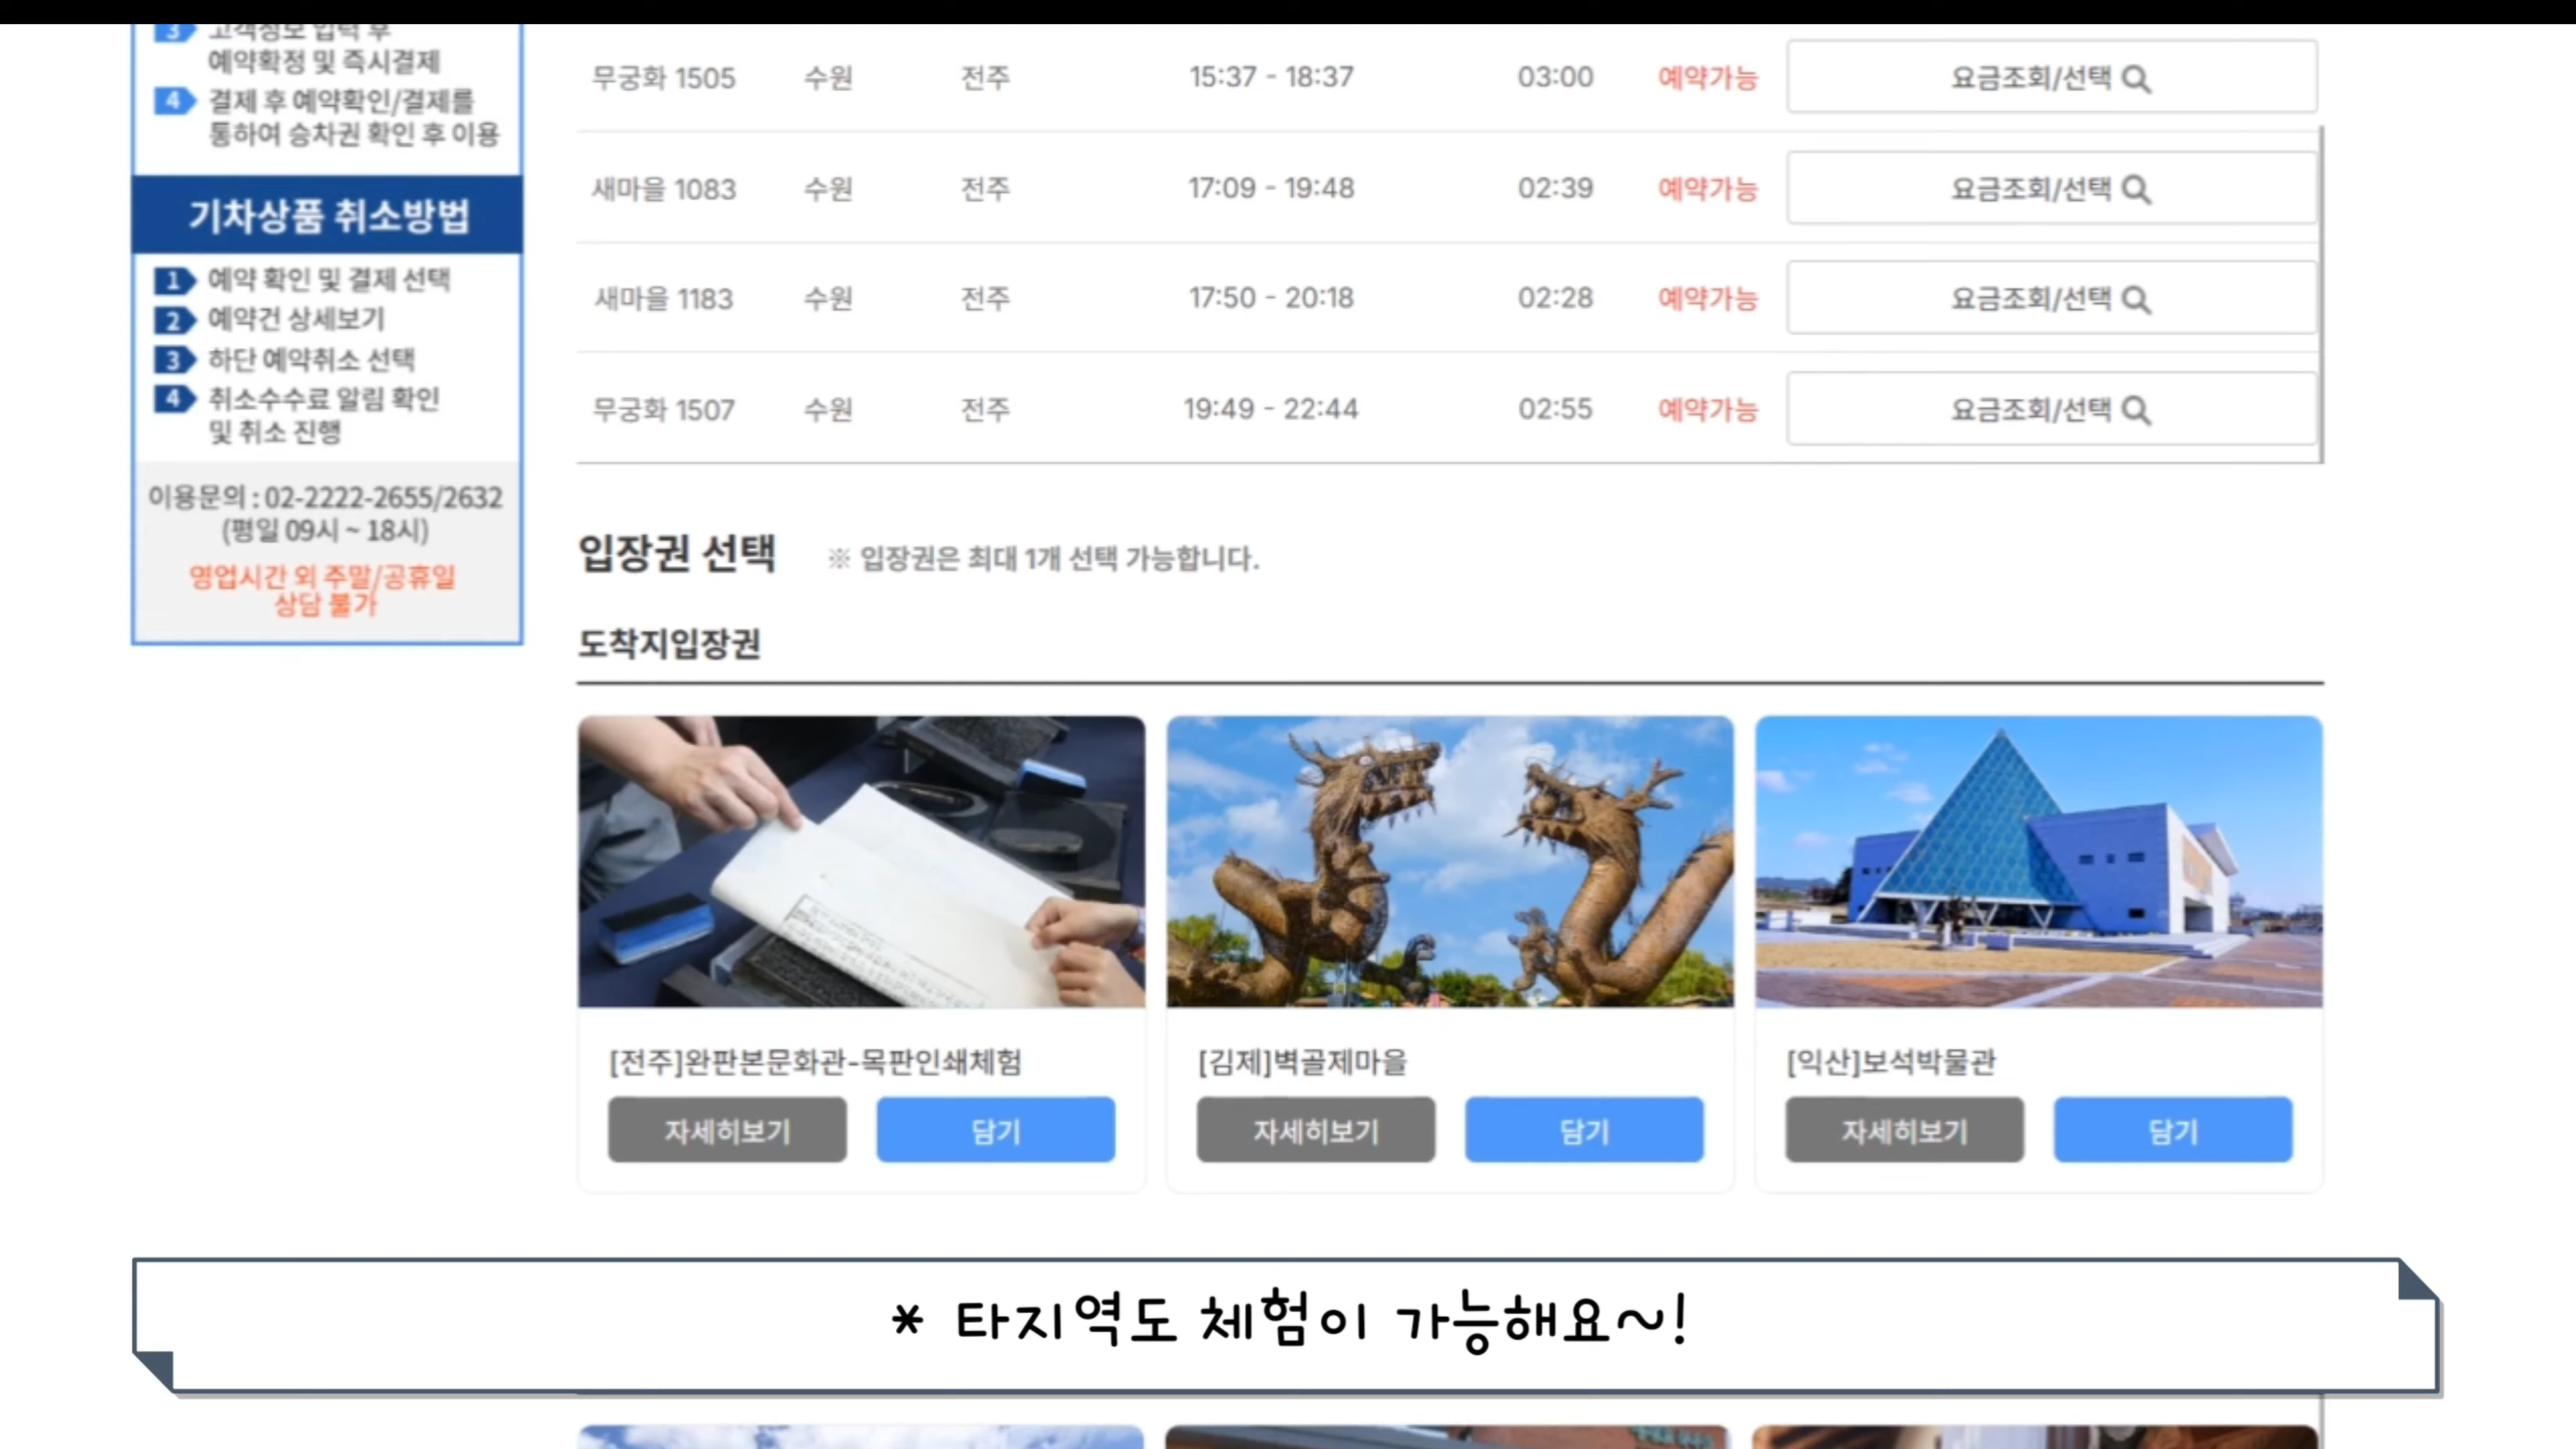 3 고객정보 입력 후
예약확정 및 즉시결제
4 결제 후 예약확인/결제를
통하여 승차권 확인 후 이용
기차상품 취소방법
1 예약 확인 및 결제 선택
2 예약건 상세보기
3 하단 예약취소 선택
4 취소수수료 알림 확인
및 취소 진행
이용문의 : 02-2222-2655/2632
(평일 09시 ~ 18시)
영업시간 외 주말/공휴일
상담 불가
무궁화 1505 수원 전주 15:37 - 18:37 03:00 예약가능 요금조회/선택
새마을 1083 수원 전주 17:09 - 19:48 02:39 예약가능 요금조회/선택
새마을 1183 수원 전주 17:50 - 20:18 02:28 예약가능 요금조회/선택
무궁화 1507 수원 전주 19:49 - 22:44 02:55 예약가능 요금조회/선택
입장권 선택 ※ 입장권은 최대 1개 선택 가능합니다.
도착지입장권
[전주]완판본문화관-목판인쇄체험
자세히보기 담기
[김제]벽골제마을
자세히보기 담기
[익산]보석박물관
자세히보기 담기
* 타지역도 체험이 가능해요~!